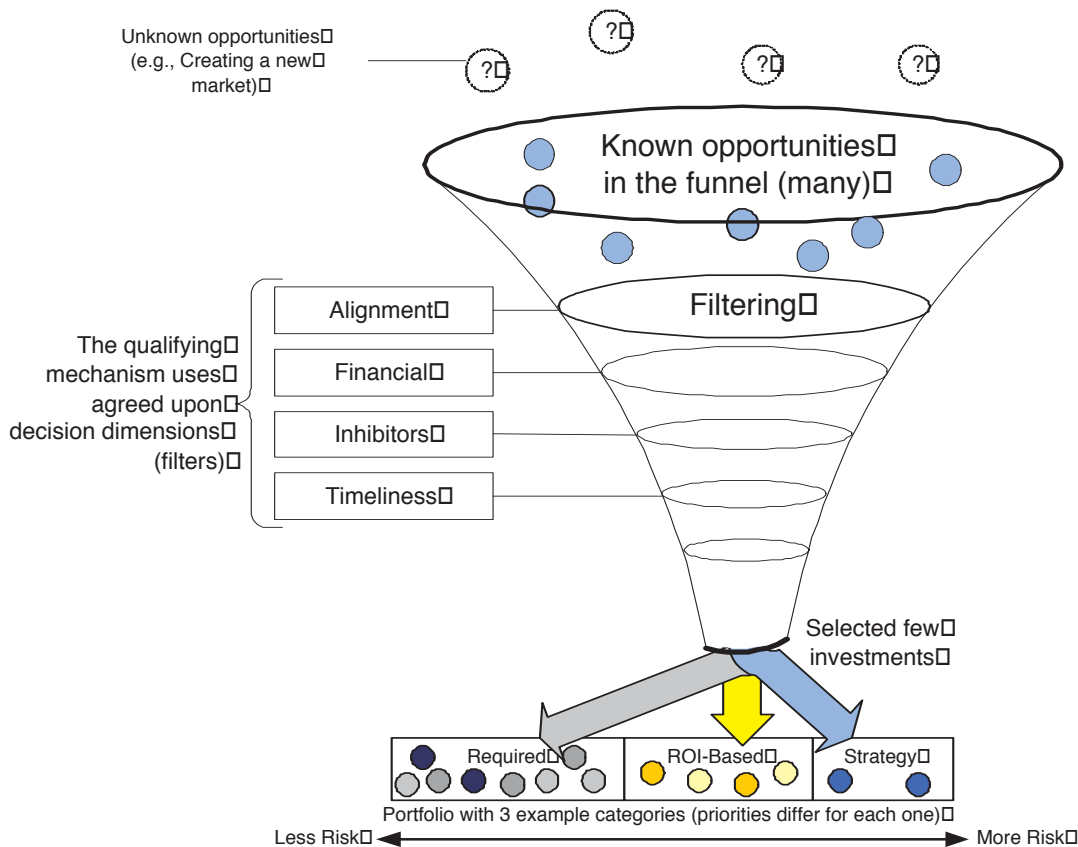 Unknown opportunities
(e.g., Creating a new
market)
?
?
?
?
Known opportunities
in the funnel (many)
Filtering
The qualifying
mechanism uses
agreed upon
decision dimensions
(filters)
Alignment
Financial
Inhibitors
Timeliness
Selected few
investments
Required
ROI-Based
Strategy
Portfolio with 3 example categories (priorities differ for each one)
Less Risk
More Risk